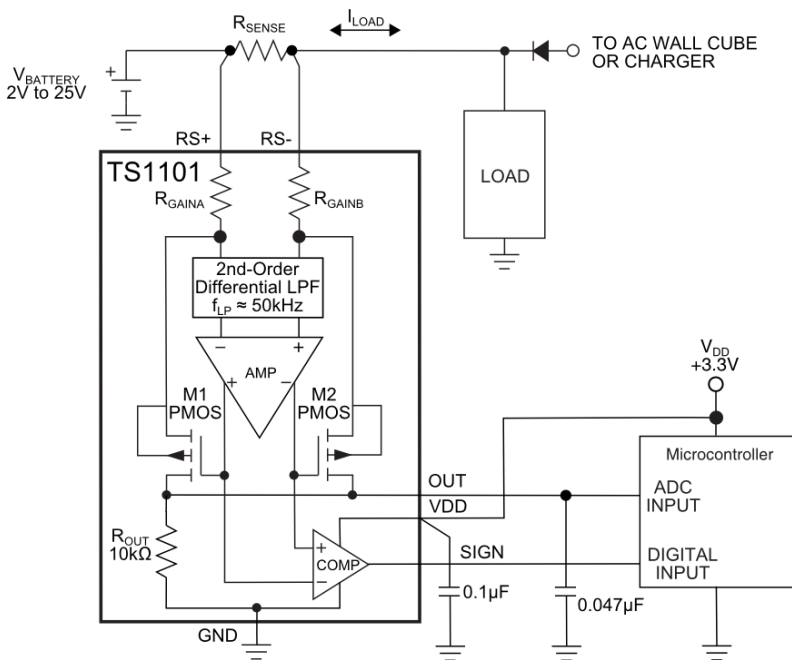 RSENSE
ILOAD
TO AC WALL CUBE
OR CHARGER
+
VBATTERY
2V to 25V
RS+
RS-
TS1101
LOAD
RGAINA
RGAINB
2nd-Order
Differential LPF
fLP ≈ 50kHz
− +
AMP
+ −
VDD
+3.3V
M1
PMOS
M2
PMOS
Microcontroller
OUT
ADC
INPUT
VDD
ROUT
10kΩ
+
COMP
−
SIGN
DIGITAL
INPUT
0.1µF
0.047µF
GND